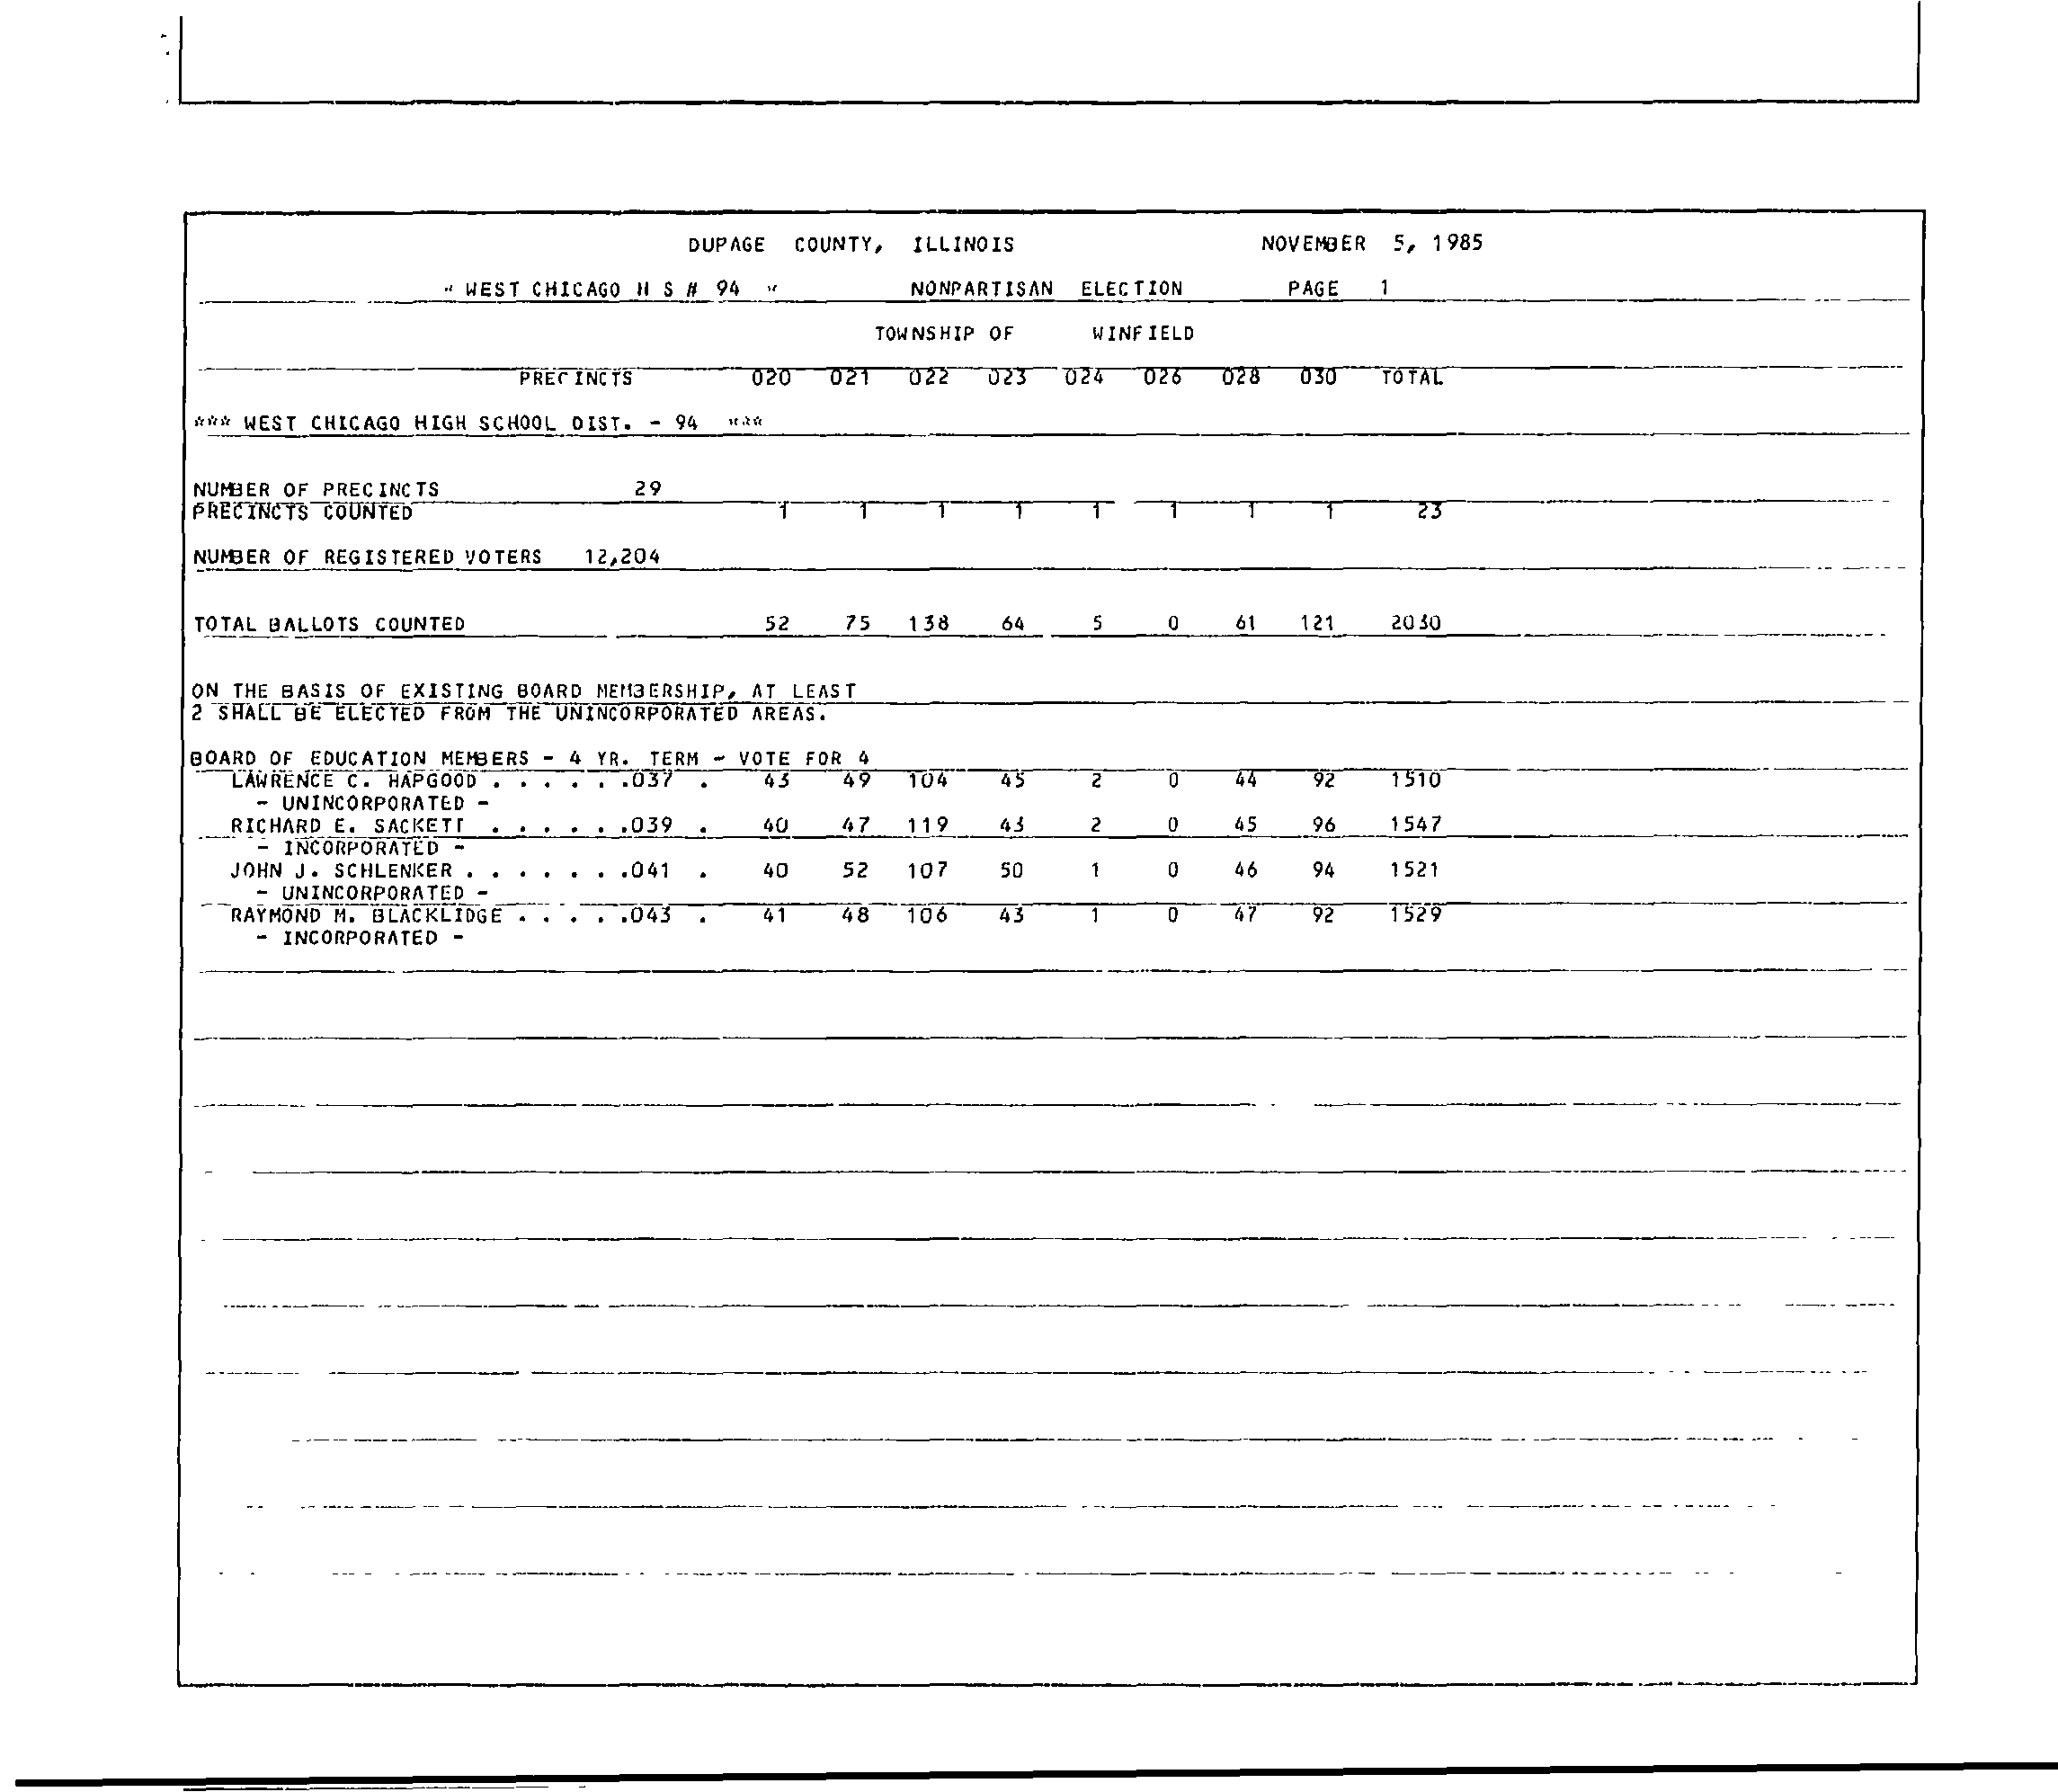 DUPAGE COUNTY, ILLINOIS NOVEMBER 5, 1985
* WEST CHICAGO H S # 94 * NONPARTISAN ELECTION PAGE 1
TOWNSHIP OF WINFIELD
PRECINCTS 020 021 022 023 024 026 028 030 TOTAL
*** WEST CHICAGO HIGH SCHOOL DIST. - 94 ***
NUMBER OF PRECINCTS 29
PRECINCTS COUNTED 1 1 1 1 1 1 1 1 23
NUMBER OF REGISTERED VOTERS 12,204
TOTAL BALLOTS COUNTED 52 75 138 64 5 0 61 121 2030
ON THE BASIS OF EXISTING BOARD MEMBERSHIP, AT LEAST
2 SHALL BE ELECTED FROM THE UNINCORPORATED AREAS.
BOARD OF EDUCATION MEMBERS - 4 YR. TERM - VOTE FOR 4
LAWRENCE C. HAPGOOD . . . . . .037 . 43 49 104 45 2 0 44 92 1510
- UNINCORPORATED -
RICHARD E. SACKETT . . . . . .039 . 40 47 119 43 2 0 45 96 1547
- INCORPORATED -
JOHN J. SCHLENKER . . . . . . .041 . 40 52 107 50 1 0 46 94 1521
- UNINCORPORATED -
RAYMOND M. BLACKLIDGE . . . . .043 . 41 48 106 43 1 0 47 92 1529
- INCORPORATED -